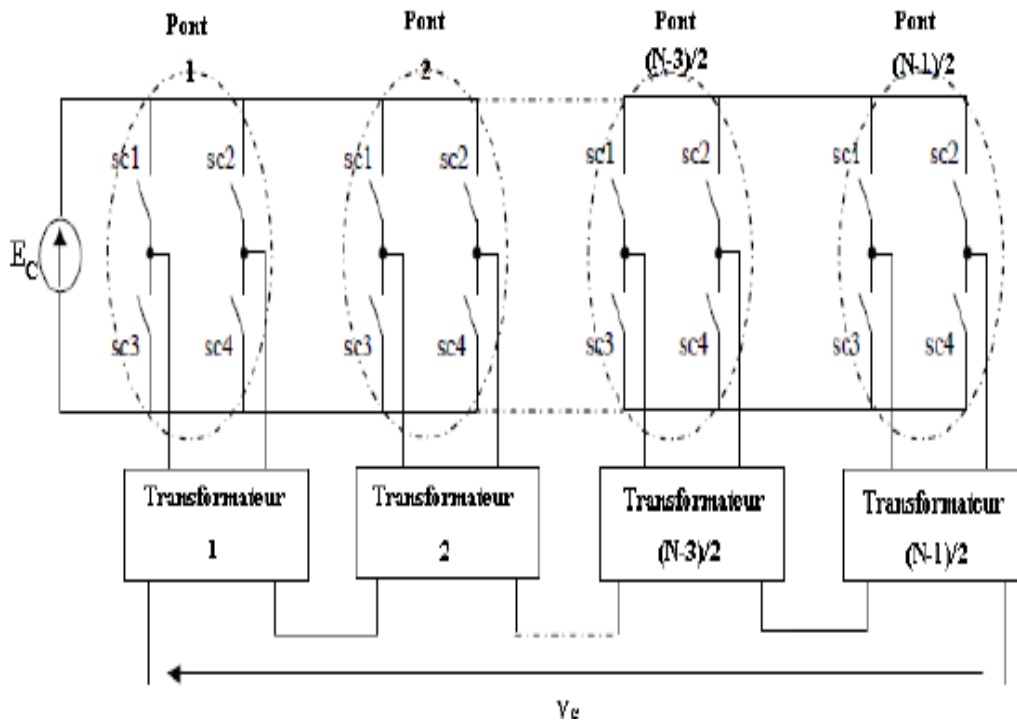 Pont
1
Pont
2
Pont
(N-3)/2
Pont
(N-1)/2
sc1
sc2
sc1
sc2
sc1
sc2
sc1
sc2
E_C
sc3
sc4
sc3
sc4
sc3
sc4
sc3
sc4
Transformateur
1
Transformateur
2
Transformateur
(N-3)/2
Transformateur
(N-1)/2